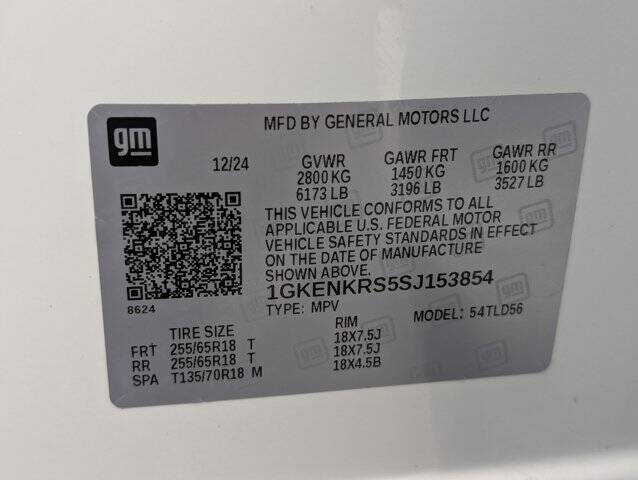 gm
MFD BY GENERAL MOTORS LLC
12/24 GVWR GAWR FRT GAWR RR
2800 KG 1450 KG 1600 KG
6173 LB 3196 LB 3527 LB
THIS VEHICLE CONFORMS TO ALL
APPLICABLE U.S. FEDERAL MOTOR
VEHICLE SAFETY STANDARDS IN EFFECT
ON THE DATE OF MANUFACTURE
SHOWN ABOVE.
1GKENKRS5SJ153854
8624 TYPE: MPV MODEL: 54TLD56
TIRE SIZE RIM
FRT 255/65R18 T 18X7.5J
RR 255/65R18 T 18X7.5J
SPA T135/70R18 M 18X4.5B